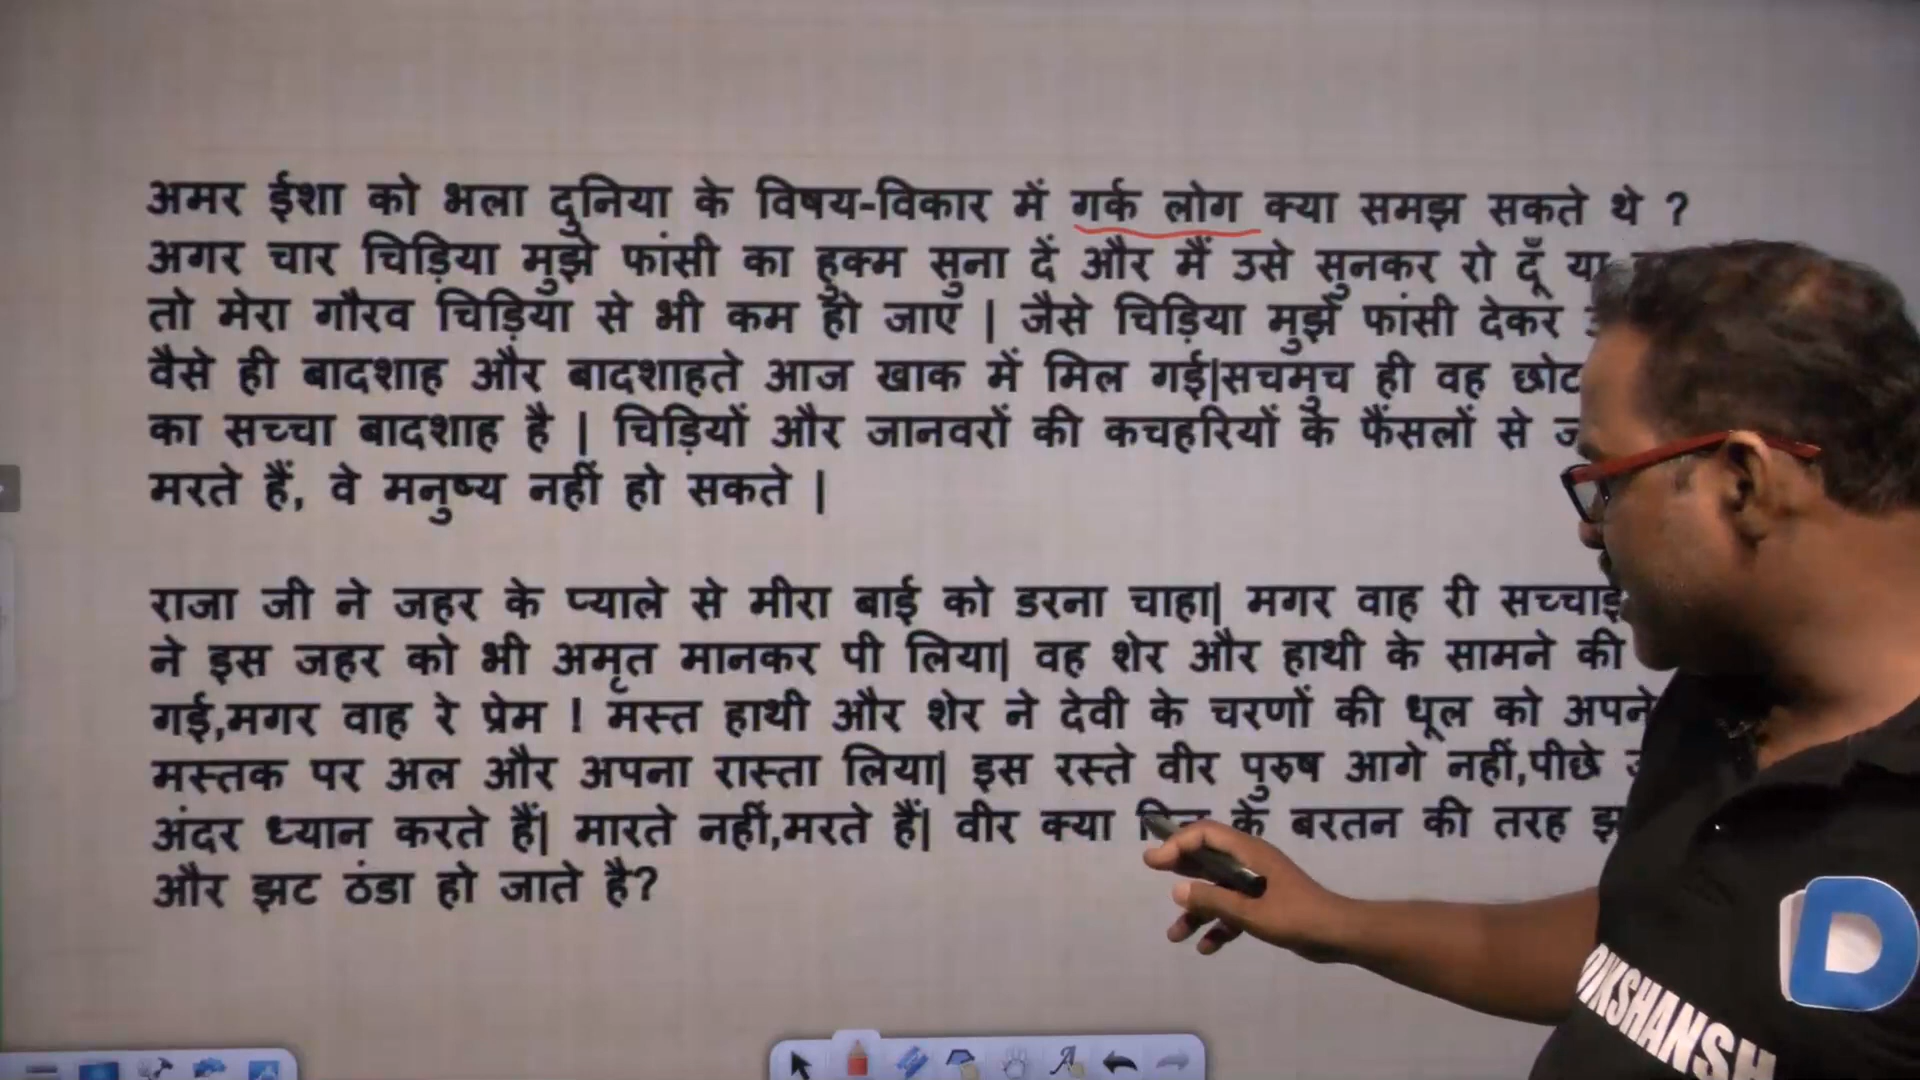 अमर ईशा को भला दुनिया के विषय-विकार में गर्क लोग क्या समझ सकते थे ?
अगर चार चिड़िया मुझे फांसी का हुक्म सुना दें और मैं उसे सुनकर रो दूँ या
तो मेरा गौरव चिड़िया से भी कम हो जाए | जैसे चिड़िया मुझे फांसी देकर
वैसे ही बादशाह और बादशाहते आज खाक में मिल गई|सचमुच ही वह
का सच्चा बादशाह है | चिड़ियों और जानवरों की कचहरियों के फैंसलों से
मरते हैं, वे मनुष्य नहीं हो सकते |
राजा जी ने जहर के प्याले से मीरा बाई को डरना चाहा| मगर वाह री
ने इस जहर को भी अमृत मानकर पी लिया| वह शेर और हाथी के सामने की
गई,मगर वाह रे प्रेम ! मस्त हाथी और शेर ने देवी के चरणों की धूल को अपने
मस्तक पर अल और अपना रास्ता लिया| इस रस्ते वीर पुरुष आगे नहीं,पीछे
अंदर ध्यान करते हैं| मारते नहीं,मरते हैं| वीर क्या के बरतन की तरह
और झट ठंडा हो जाते है?
D